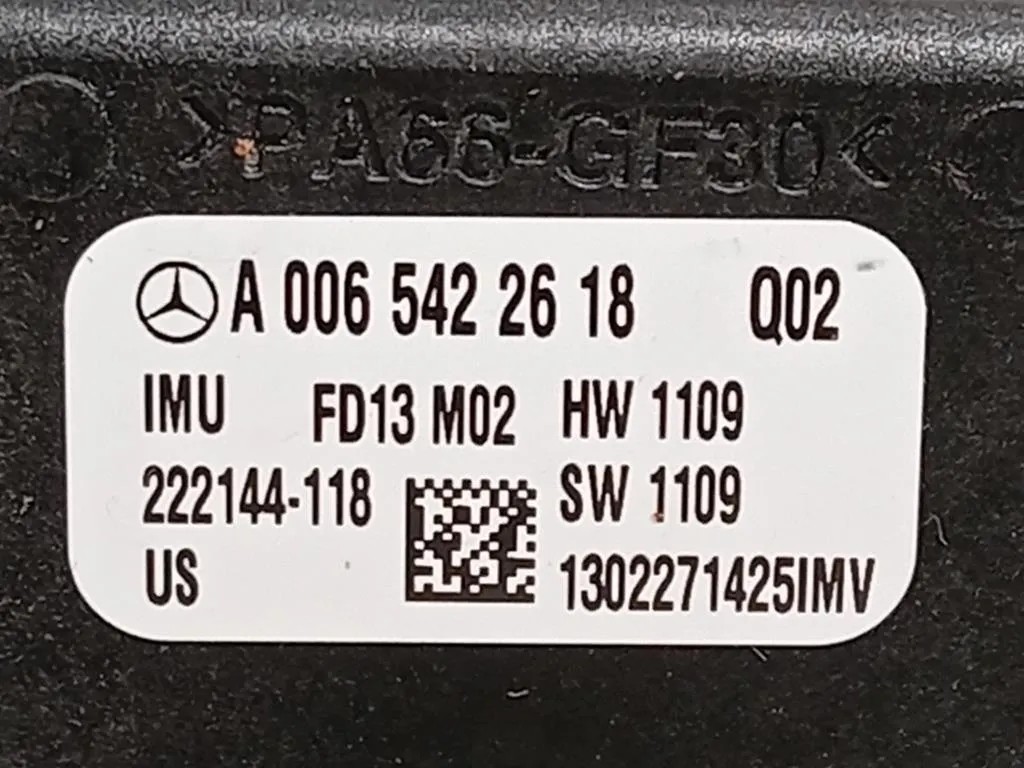 >PA66-GF30<
A 006 542 26 18 Q02
IMU FD13 M02 HW 1109
222144-118 SW 1109
US 1302271425IMV